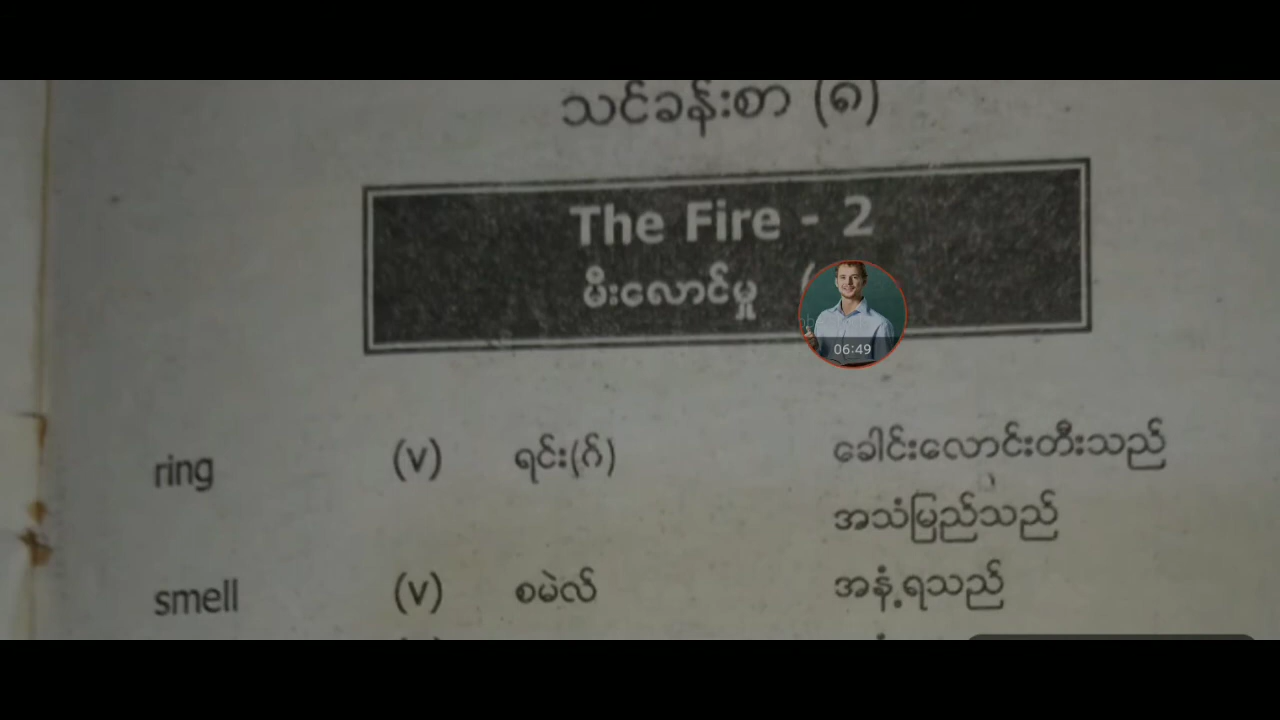 သင်ခန်းစာ (၈)
The Fire - 2
မီးလောင်မှု (
06:49
ring (v) ရင်း(ဂ်) ခေါင်းလောင်းတီးသည်
အသံမြည်သည်
smell (v) စမဲလ် အနံ့ရသည်